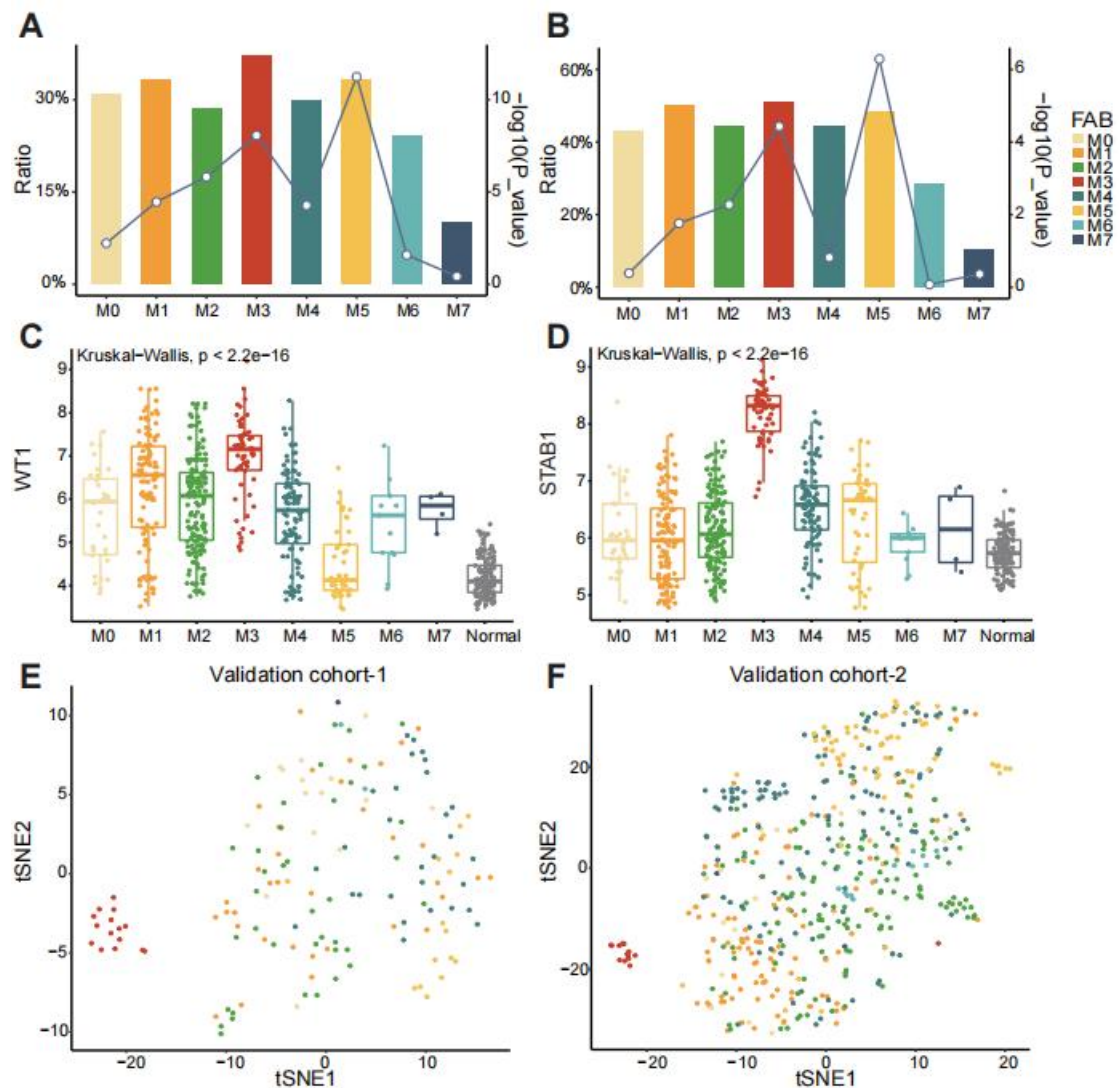 A
Ratio
30%
15%
0%
10
5
0
−log10(P_value)
M0 M1 M2 M3 M4 M5 M6 M7
B
Ratio
60%
40%
20%
0%
6
4
2
0
−log10(P_value)
M0 M1 M2 M3 M4 M5 M6 M7
FAB
M0
M1
M2
M3
M4
M5
M6
M7
C
Kruskal−Wallis, p < 2.2e−16
WT1
9
8
7
6
5
4
M0 M1 M2 M3 M4 M5 M6 M7 Normal
D
Kruskal−Wallis, p < 2.2e−16
STAB1
9
8
7
6
5
M0 M1 M2 M3 M4 M5 M6 M7 Normal
E
Validation cohort-1
tSNE2
10
5
0
−5
−10
−20 −10 0 10
tSNE1
F
Validation cohort-2
tSNE2
20
0
−20
−20 −10 0 10 20
tSNE1